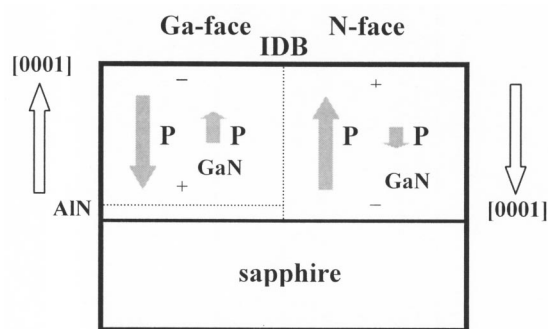 Ga-face N-face
IDB
[0001]
− +
P P P P
GaN GaN
+ −
AlN [0001]
sapphire